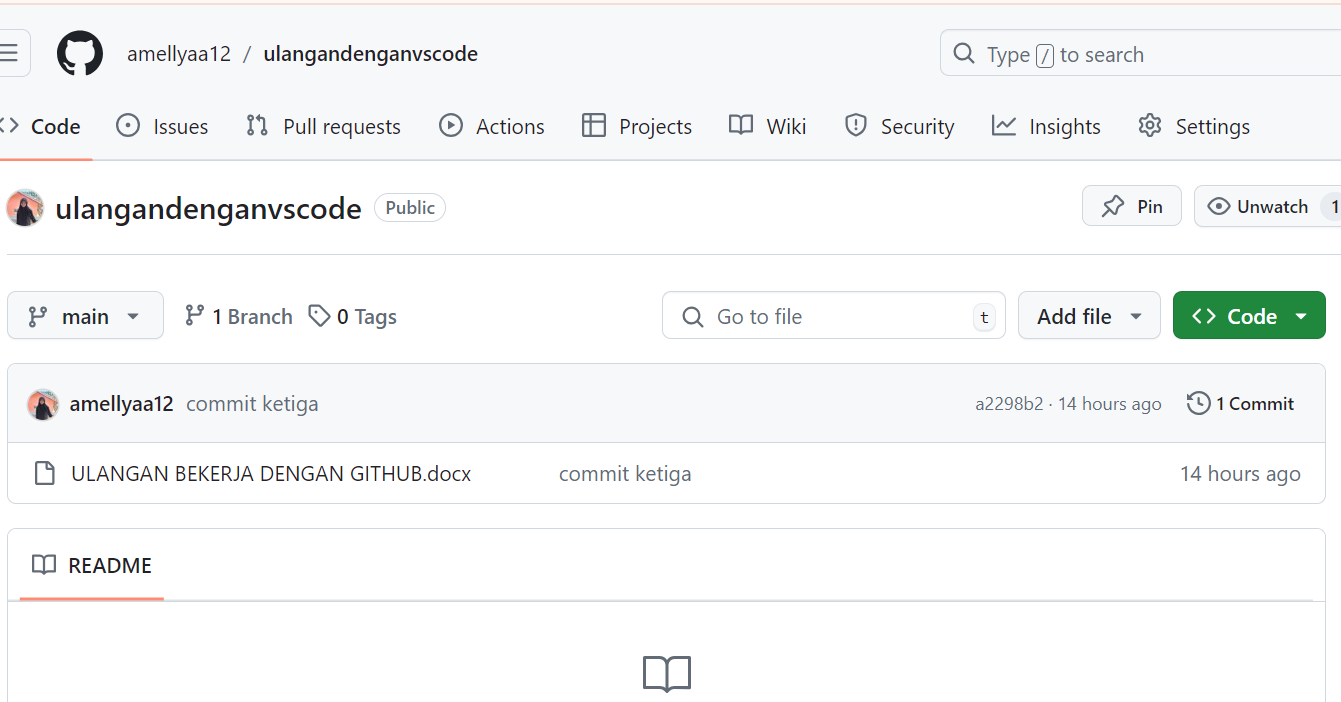 amellyaa12 / ulangandenganvscode
Type / to search
Code Issues Pull requests Actions Projects Wiki Security Insights Settings
ulangandenganvscode Public Pin Unwatch 1
main 1 Branch 0 Tags Go to file t Add file Code
amellyaa12 commit ketiga a2298b2 · 14 hours ago 1 Commit
ULANGAN BEKERJA DENGAN GITHUB.docx commit ketiga 14 hours ago
README